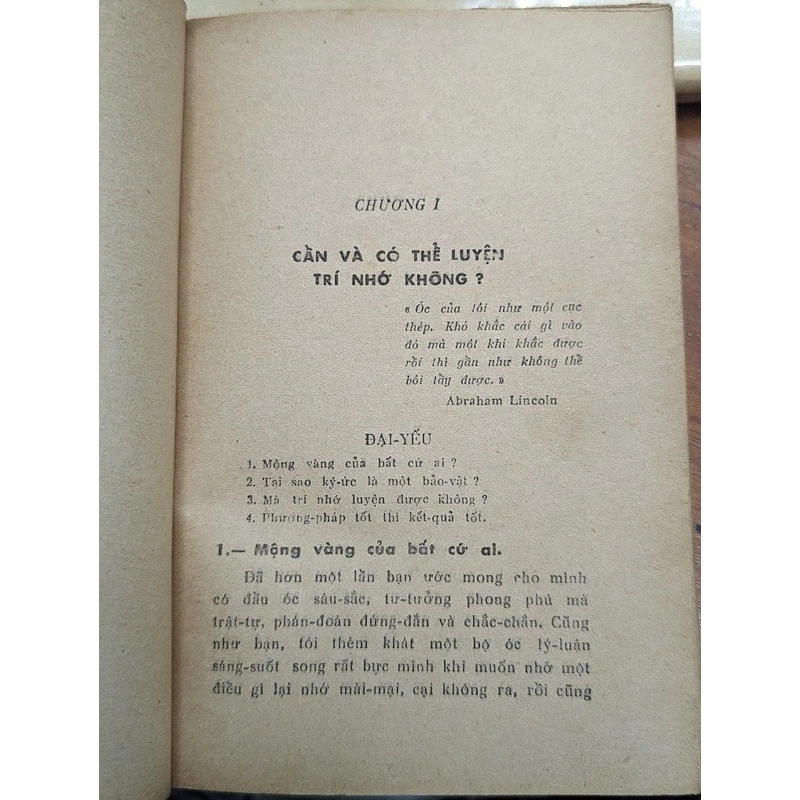 CHƯƠNG I
CẦN VÀ CÓ THỂ LUYỆN
TRÍ NHỚ KHÔNG ?
« Óc của tôi như một cục
thép. Khó khắc cái gì vào
đó mà một khi khắc được
rồi thì gần như không thể
bôi tẩy được. »
Abraham Lincoln
ĐẠI-YẾU
1. Mộng vàng của bất cứ ai ?
2. Tại sao ký-ức là một bảo-vật ?
3. Mà trí nhớ luyện được không ?
4. Phương-pháp tốt thì kết-quả tốt.
1.— Mộng vàng của bất cứ ai.
Đã hơn một lần bạn ước mong cho mình
có đầu óc sâu-sắc, tư-tưởng phong phú mà
trật-tự, phán-đoán đứng-đắn và chắc-chắn. Cũng
như bạn, tôi thèm khát một bộ óc lý-luận
sáng-suốt song rất bực mình khi muốn nhớ một
điều gì lại nhớ mài-mại, cại không ra, rồi cũng